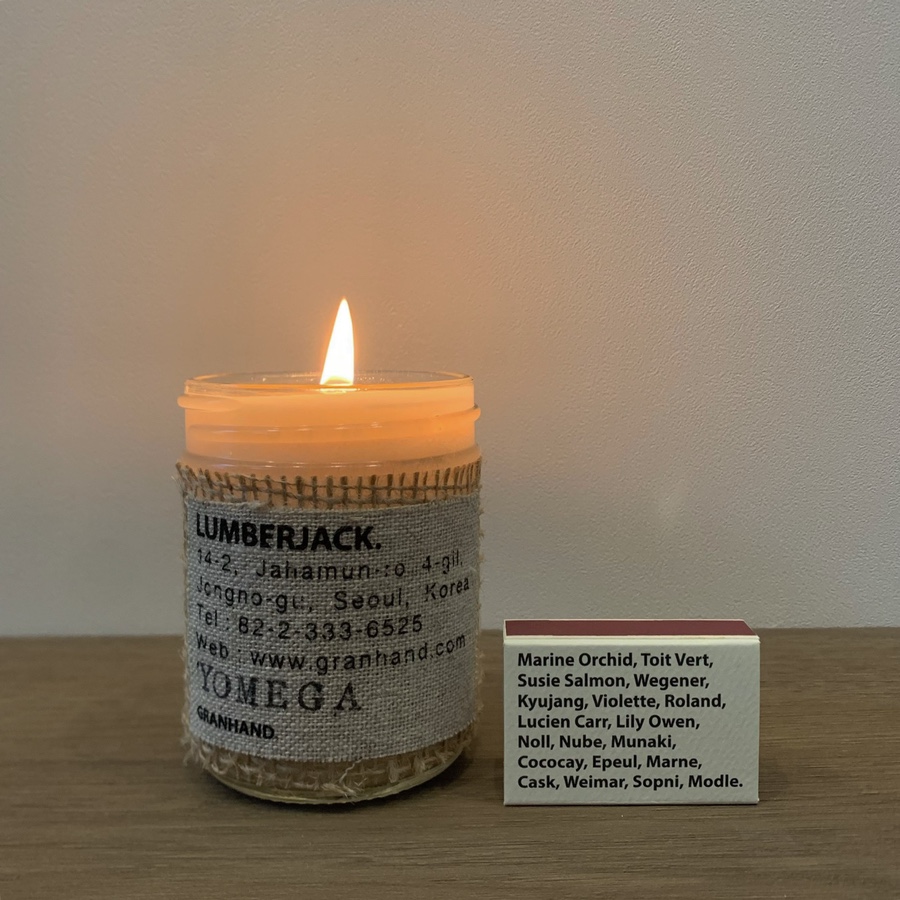 LUMBERJACK.
14-2, Jahamun-ro 4-gil,
Jongno-gu, Seoul, Korea
Tel : 82-2-333-6525
Web : www.granhand.com
YOMEGA
GRANHAND.
Marine Orchid, Toit Vert,
Susie Salmon, Wegener,
Kyujang, Violette, Roland,
Lucien Carr, Lily Owen,
Noll, Nube, Munaki,
Cococay, Epeul, Marne,
Cask, Weimar, Sopni, Modle.